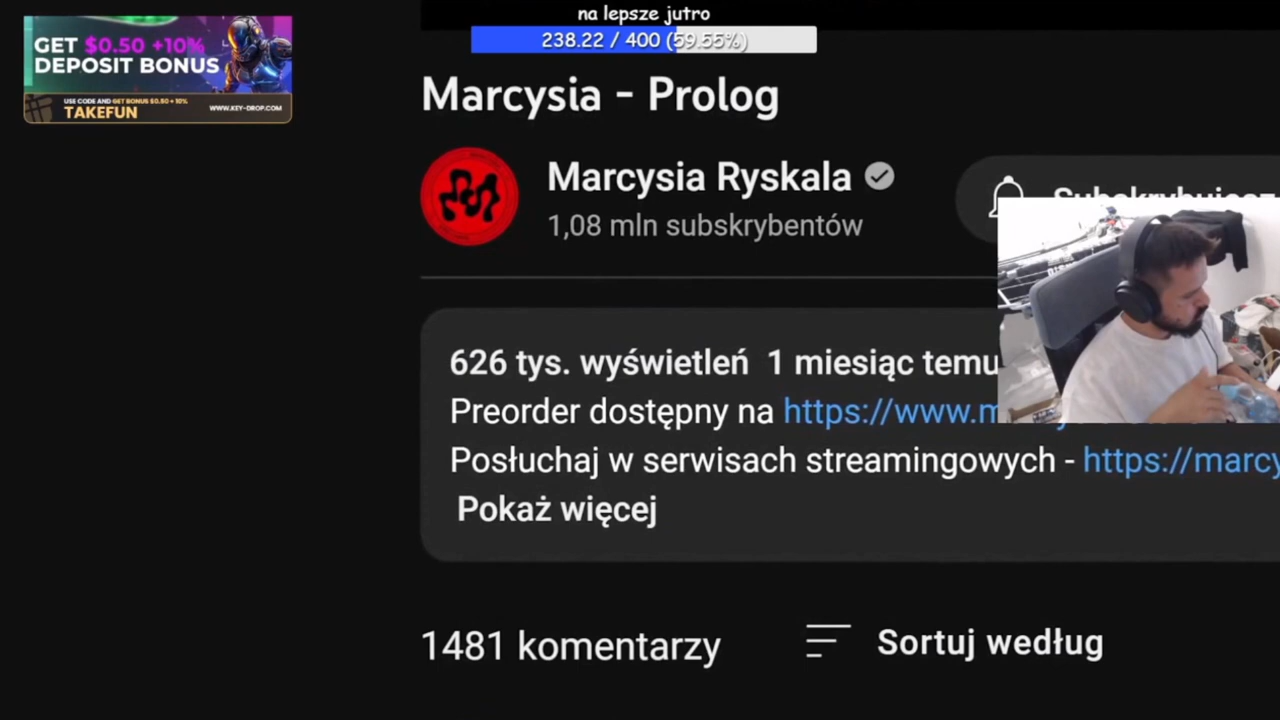 na lepsze jutro
238.22 / 400 (59.55%)
GET $0.50 +10%
DEPOSIT BONUS
USE CODE AND GET BONUS $0.50 + 10%
TAKEFUN
WWW.KEY-DROP.COM
Marcysia - Prolog
Marcysia Ryskala
1,08 mln subskrybentów
Subskrybujesz
626 tys. wyświetleń 1 miesiąc temu
Preorder dostępny na https://www.m
Posłuchaj w serwisach streamingowych - https://marcy
Pokaż więcej
1481 komentarzy
Sortuj według